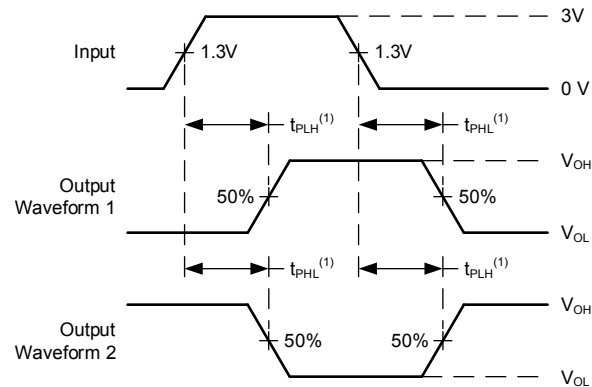 3V
Input
1.3V
1.3V
0 V
tPLH(1)
tPHL(1)
VOH
Output
Waveform 1
50%
50%
VOL
tPHL(1)
tPLH(1)
VOH
Output
Waveform 2
50%
50%
VOL